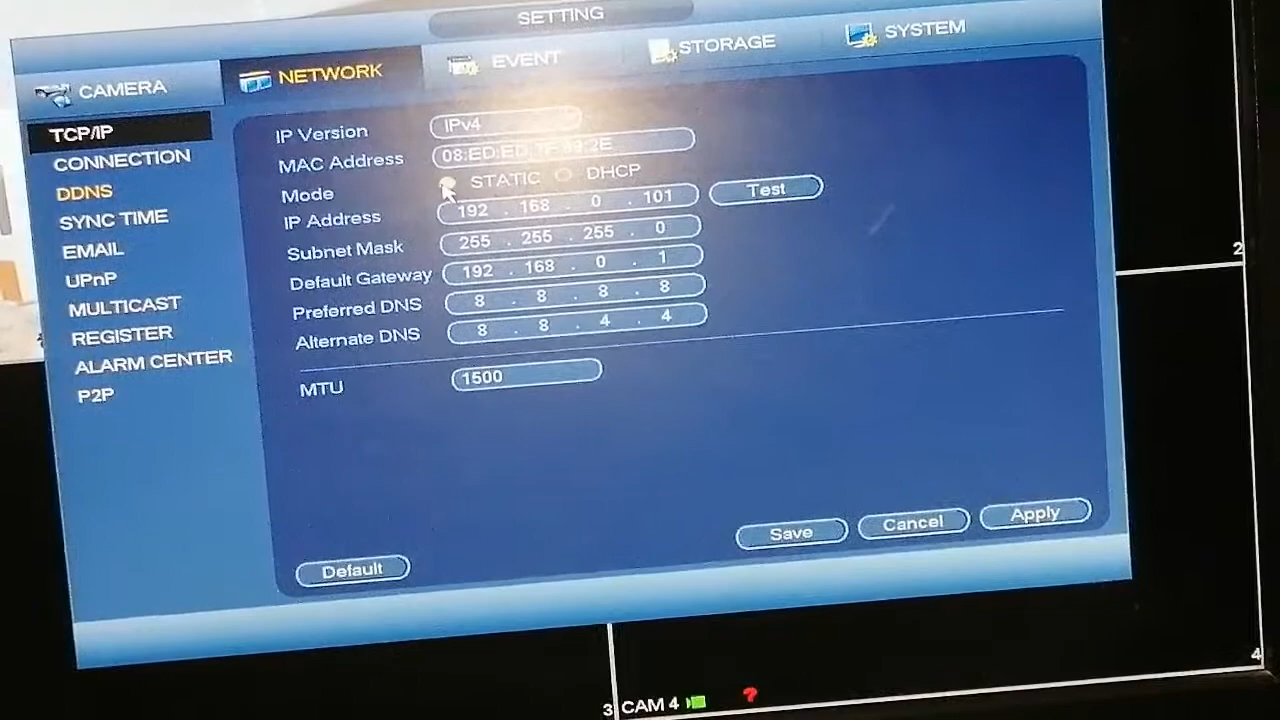 SETTING
CAMERA NETWORK EVENT STORAGE SYSTEM
TCP/IP
CONNECTION
DDNS
SYNC TIME
EMAIL
UPnP
MULTICAST
REGISTER
ALARM CENTER
P2P
IP Version IPv4
MAC Address 08:ED:ED:
Mode STATIC DHCP
IP Address 192 . 168 . 0 . 101 Test
Subnet Mask 255 . 255 . 255 . 0
Default Gateway 192 . 168 . 0 . 1
Preferred DNS 8 . 8 . 8 . 8
Alternate DNS 8 . 8 . 4 . 4
MTU 1500
Default Save Cancel Apply
2
3 CAM 4 ?
4